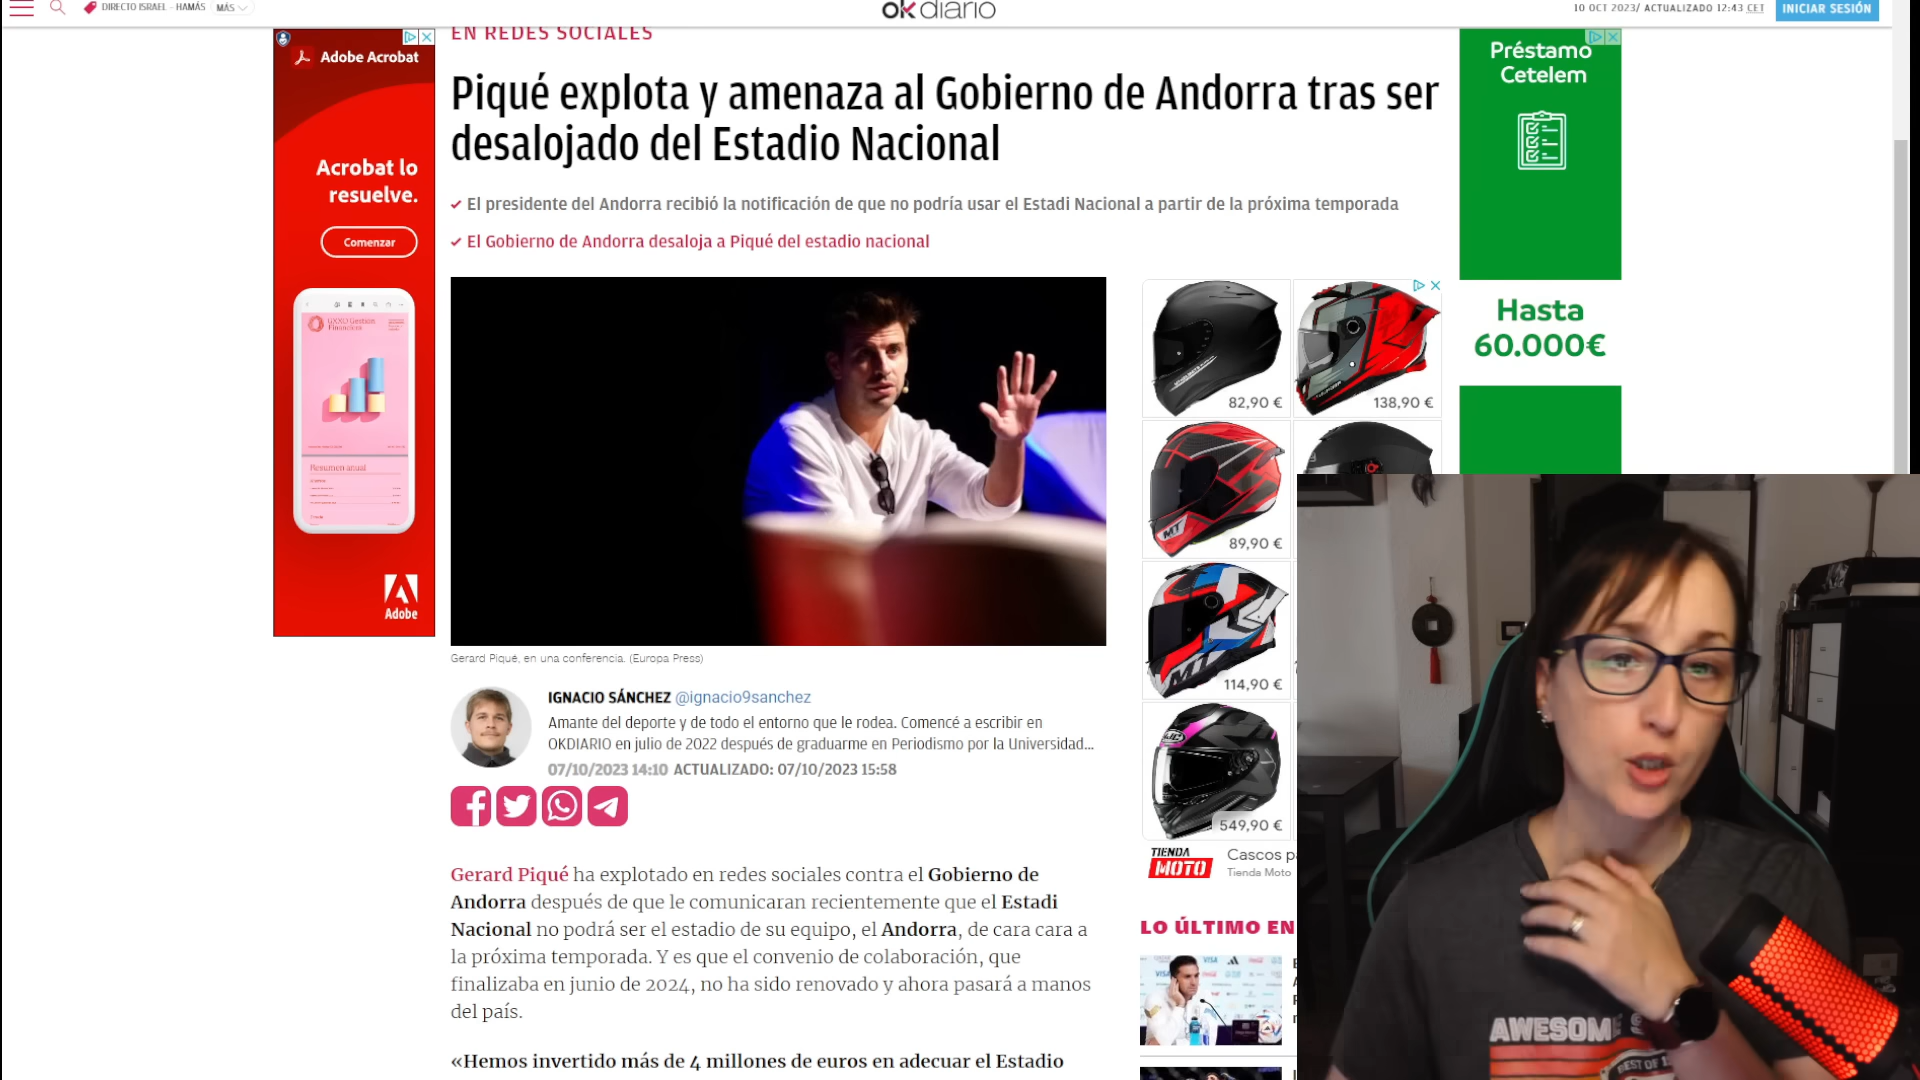 DIRECTO ISRAEL - HAMÁS
MÁS
okdiario
10 OCT 2023/ ACTUALIZADO 12:43 CET
INICIAR SESIÓN
EN REDES SOCIALES
Piqué explota y amenaza al Gobierno de Andorra tras ser
desalojado del Estadio Nacional
El presidente del Andorra recibió la notificación de que no podría usar el Estadi Nacional a partir de la próxima temporada
El Gobierno de Andorra desaloja a Piqué del estadio nacional
Adobe Acrobat
Acrobat lo
resuelve.
Comenzar
Resumen anual
Adobe
Préstamo
Cetelem
Hasta
60.000€
82,90 €
138,90 €
89,90 €
114,90 €
549,90 €
TIENDA
MOTO
Cascos pa
Tienda Moto
Gerard Piqué, en una conferencia. (Europa Press)
IGNACIO SÁNCHEZ @ignacio9sanchez
Amante del deporte y de todo el entorno que le rodea. Comencé a escribir en
OKDIARIO en julio de 2022 después de graduarme en Periodismo por la Universidad...
07/10/2023 14:10 ACTUALIZADO: 07/10/2023 15:58
Gerard Piqué ha explotado en redes sociales contra el Gobierno de
Andorra después de que le comunicaran recientemente que el Estadi
Nacional no podrá ser el estadio de su equipo, el Andorra, de cara cara a
la próxima temporada. Y es que el convenio de colaboración, que
finalizaba en junio de 2024, no ha sido renovado y ahora pasará a manos
del país.
«Hemos invertido más de 4 millones de euros en adecuar el Estadio
LO ÚLTIMO EN
AWESOM
BEST OF